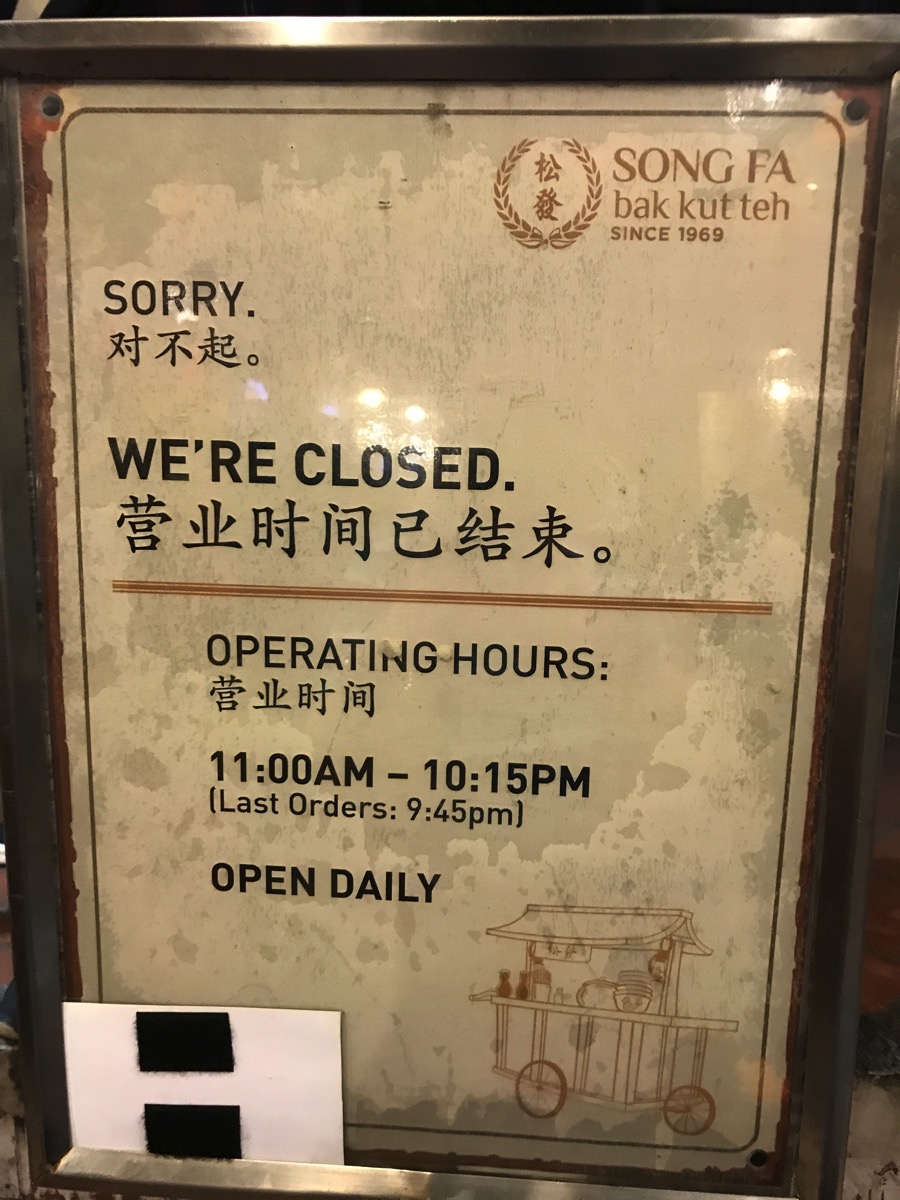 松發
SONG FA
bak kut teh
SINCE 1969
SORRY.
对不起。
WE'RE CLOSED.
营业时间已结束。
OPERATING HOURS:
营业时间
11:00AM – 10:15PM
(Last Orders: 9:45pm)
OPEN DAILY
松發